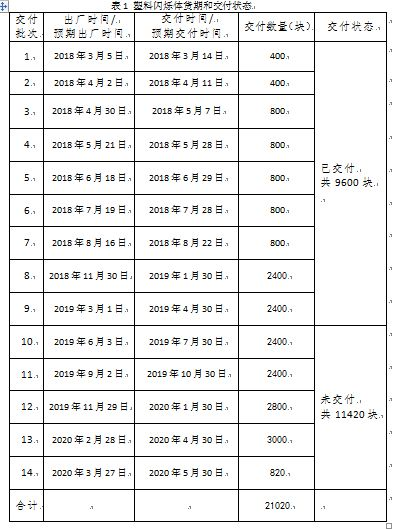 表 1 塑料闪烁体货期和交付状态
交付批次 出厂时间/预期出厂时间 交付时间/预期交付时间 交付数量(块) 交付状态
1. 2018 年 3 月 5 日 2018 年 3 月 14 日 400
2. 2018 年 4 月 2 日 2018 年 4 月 11 日 400
3. 2018 年 4 月 30 日 2018 年 5 月 7 日 800
4. 2018 年 5 月 21 日 2018 年 5 月 28 日 800
5. 2018 年 6 月 18 日 2018 年 6 月 29 日 800
6. 2018 年 7 月 19 日 2018 年 7 月 28 日 800
7. 2018 年 8 月 16 日 2018 年 8 月 22 日 800
8. 2018 年 11 月 30 日 2019 年 1 月 30 日 2400
9. 2019 年 3 月 1 日 2019 年 4 月 30 日 2400
已交付
共 9600 块
10. 2019 年 6 月 3 日 2019 年 7 月 30 日 2400
11. 2019 年 9 月 2 日 2019 年 10 月 30 日 2400
12. 2019 年 11 月 29 日 2020 年 1 月 30 日 2800
13. 2020 年 2 月 28 日 2020 年 4 月 30 日 3000
14. 2020 年 3 月 27 日 2020 年 5 月 30 日 820
未交付
共 11420 块
合计 21020